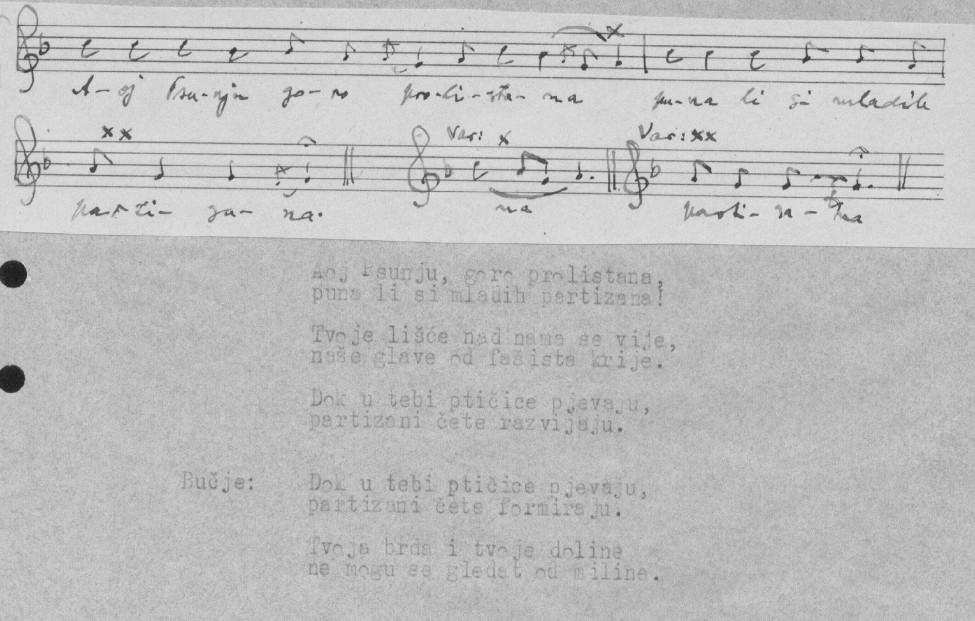 A-oj Psu-nju go-ro pro-li-sta-na pu-na li si mladih
Var: x Var: xx
par-ti-za-na. na parti-za-na
Aoj Psunju, goro prolistana,
puna li si mladih partizana!
Tvoje lišće nad nama se vije,
naše glave od fašista krije.
Dok u tebi ptičice pjevaju,
partizani čete razvijaju.
Bučje: Dok u tebi ptičice pjevaju,
partizani čete formiraju.
Tvoja brda i tvoje doline
ne mogu se gledat od miline.